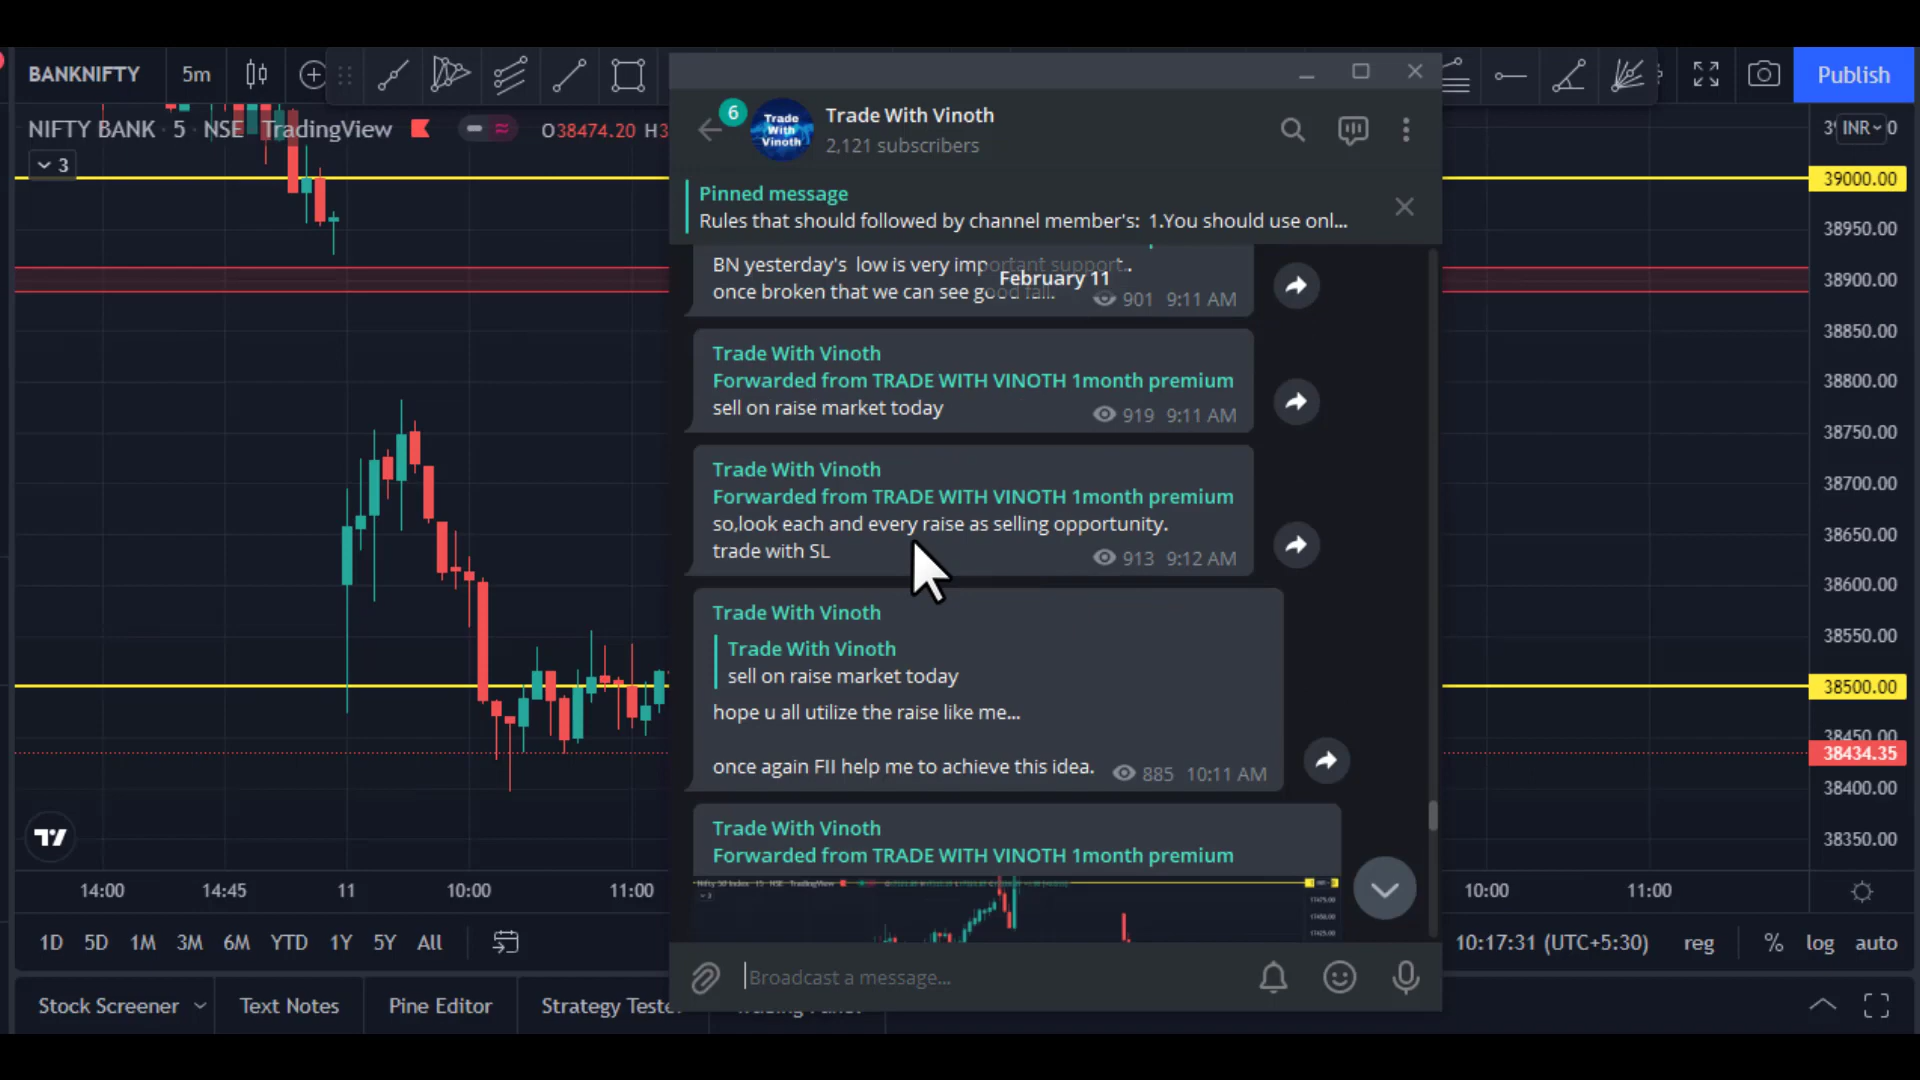 BANKNIFTY 5m
Publish
NIFTY BANK · 5 · NSE TradingView O38474.20 H3
3
INR
39000.00
38950.00
38900.00
38850.00
38800.00
38750.00
38700.00
38650.00
38600.00
38550.00
38500.00
38450.00
38434.35
38400.00
38350.00
6
Trade With Vinoth
Trade With Vinoth
2,121 subscribers
Pinned message
Rules that should followed by channel member's: 1.You should use onl...
February 11
BN yesterday's low is very important support..
once broken that we can see good fall... 901 9:11 AM
Trade With Vinoth
Forwarded from TRADE WITH VINOTH 1month premium
sell on raise market today 919 9:11 AM
Trade With Vinoth
Forwarded from TRADE WITH VINOTH 1month premium
so,look each and every raise as selling opportunity.
trade with SL 913 9:12 AM
Trade With Vinoth
Trade With Vinoth
sell on raise market today
hope u all utilize the raise like me...
once again FII help me to achieve this idea. 885 10:11 AM
Trade With Vinoth
Forwarded from TRADE WITH VINOTH 1month premium
Broadcast a message...
14:00 14:45 11 10:00 11:00 10:00 11:00
1D 5D 1M 3M 6M YTD 1Y 5Y All 10:17:31 (UTC+5:30) reg % log auto
Stock Screener Text Notes Pine Editor Strategy Teste